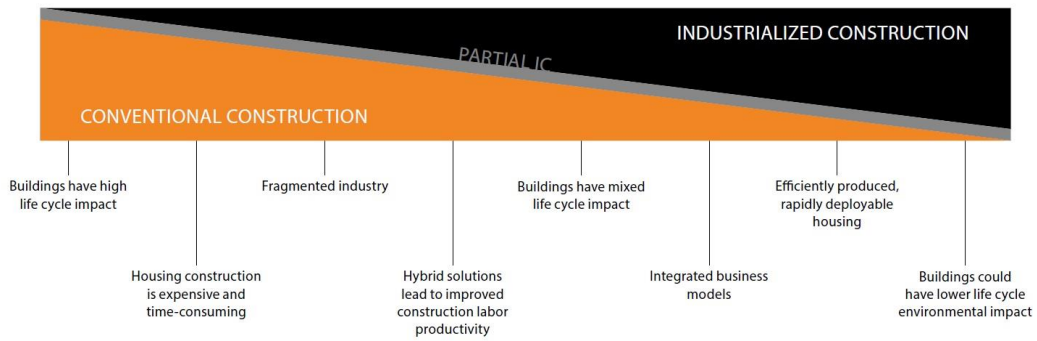 INDUSTRIALIZED CONSTRUCTION
PARTIAL IC
CONVENTIONAL CONSTRUCTION
Buildings have high
life cycle impact
Housing construction
is expensive and
time-consuming
Fragmented industry
Hybrid solutions
lead to improved
construction labor
productivity
Buildings have mixed
life cycle impact
Integrated business
models
Efficiently produced,
rapidly deployable
housing
Buildings could
have lower life cycle
environmental impact